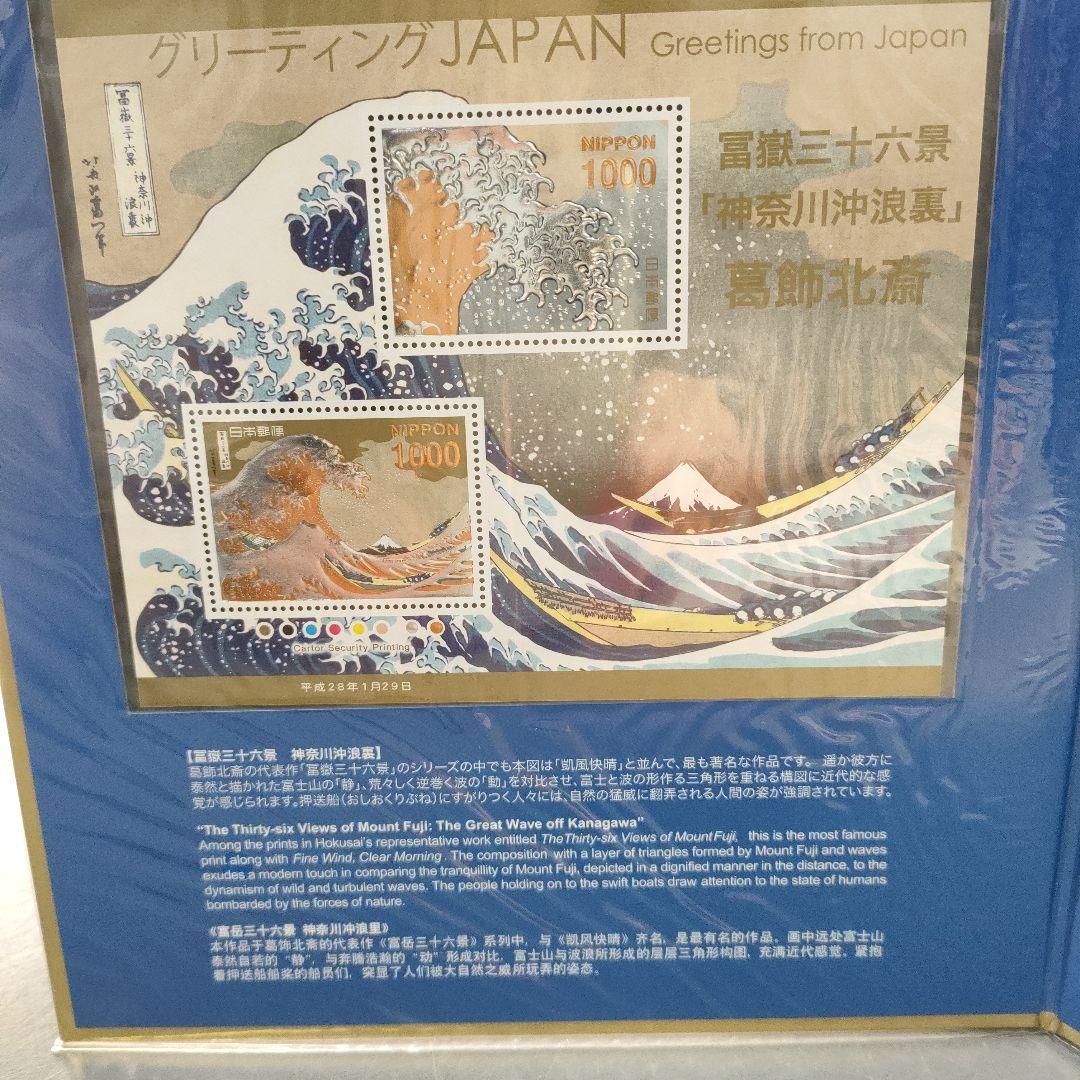 グリーティングJAPAN Greetings from Japan
冨嶽三十六景
神奈川沖
浪裏
NIPPON
1000
日本郵便
冨嶽三十六景
「神奈川沖浪裏」
葛飾北斎
日本郵便
NIPPON
1000
Cartor Security Printing
平成28年1月29日
【冨嶽三十六景 神奈川沖浪裏】
葛飾北斎の代表作「冨嶽三十六景」のシリーズの中でも本図は「凱風快晴」と並んで、最も著名な作品です。 遥か彼方に
泰然と描かれた富士山の「静」、荒々しく逆巻く波の「動」を対比させ、富士と波の形作る三角形を重ねる構図に近代的な感
覚が感じられます。押送船(おしおくりぶね)にすがりつく人々には、自然の猛威に翻弄される人間の姿が強調されています。
“The Thirty-six Views of Mount Fuji: The Great Wave off Kanagawa”
Among the prints in Hokusai's representative work entitled The Thirty-six Views of Mount Fuji, this is the most famous
print along with Fine Wind, Clear Morning. The composition with a layer of triangles formed by Mount Fuji and waves
exudes a modern touch in comparing the tranquillity of Mount Fuji, depicted in a dignified manner in the distance, to the
dynamism of wild and turbulent waves. The people holding on to the swift boats draw attention to the state of humans
bombarded by the forces of nature.
《富岳三十六景 神奈川冲浪里》
本作品于葛饰北斋的代表作《富岳三十六景》系列中，与《凯风快晴》齐名，是最有名的作品。画中远处富士山
泰然自若的“静”，与奔腾浩瀚的“动”形成对比，富士山与波浪所形成的层层三角形构图，充满近代感觉，紧抱
着押送船船桨的船员们，突显了人们被大自然之威所玩弄的姿态。